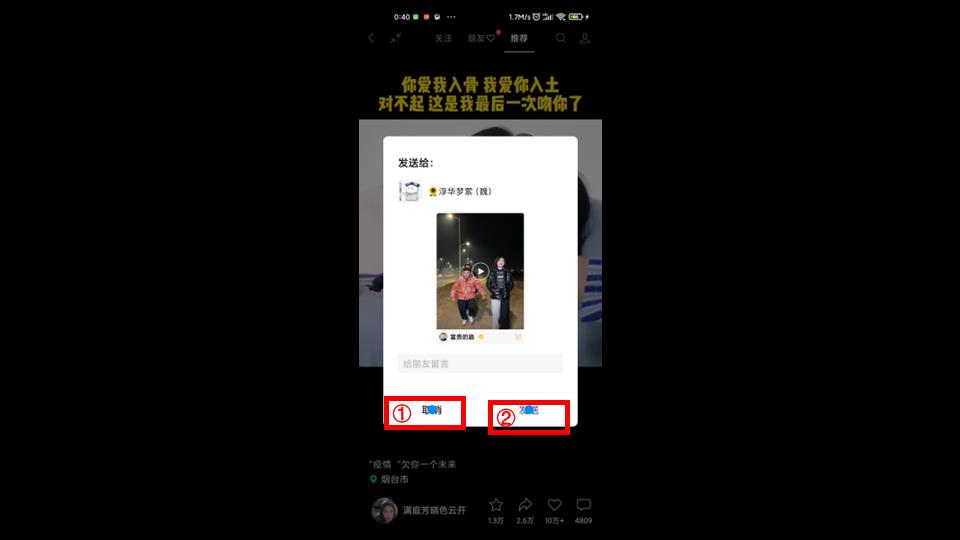 0:40
1.7M/s
关注 朋友 推荐
你爱我入骨 我爱你入土
对不起 这是我最后一次吻你了
发送给：
浮华梦萦（魏）
富贵的路
给朋友留言
① 取消 ② 发送
“疫情 “欠你一个未来
烟台市
满庭芳晓色云开
1.3万 2.6万 10万+ 4809